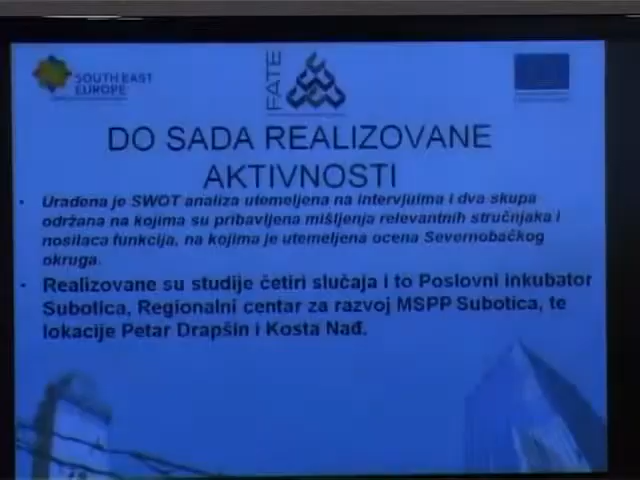 SOUTH EAST
EUROPE
FATE
DO SADA REALIZOVANE
AKTIVNOSTI
• Urađena je SWOT analiza utemeljena na intervjuima i dva skupa
održana na kojima su pribavljena mišljenja relevantnih stručnjaka i
nosilaca funkcija, na kojima je utemeljena ocena Severnobačkog
okruga.
• Realizovane su studije četiri slučaja i to Poslovni inkubator
Subotica, Regionalni centar za razvoj MSPP Subotica, te
lokacije Petar Drapšin i Kosta Nađ.